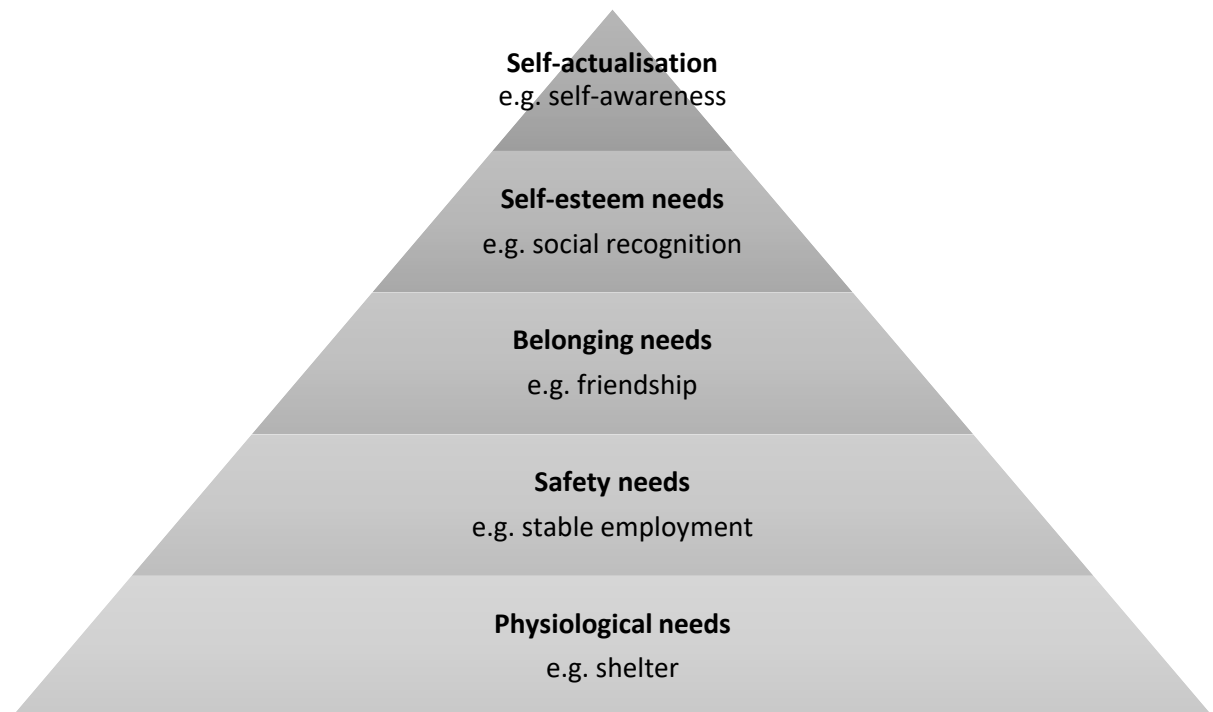 Self-actualisation
e.g. self-awareness
Self-esteem needs
e.g. social recognition
Belonging needs
e.g. friendship
Safety needs
e.g. stable employment
Physiological needs
e.g. shelter